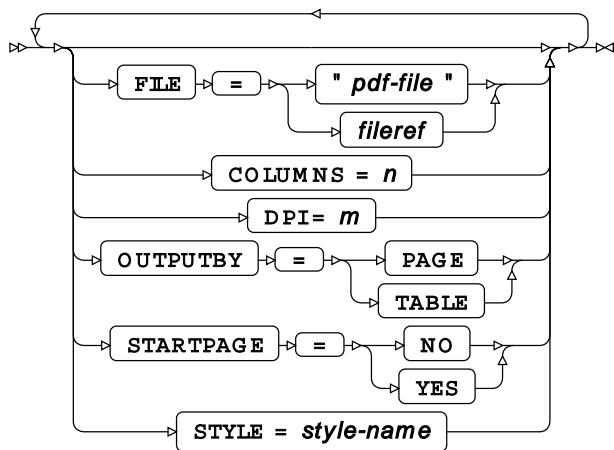 FILE = " pdf-file "
fileref
COLUMNS = n
DPI= m
OUTPUTBY = PAGE
TABLE
STARTPAGE = NO
YES
STYLE = style-name